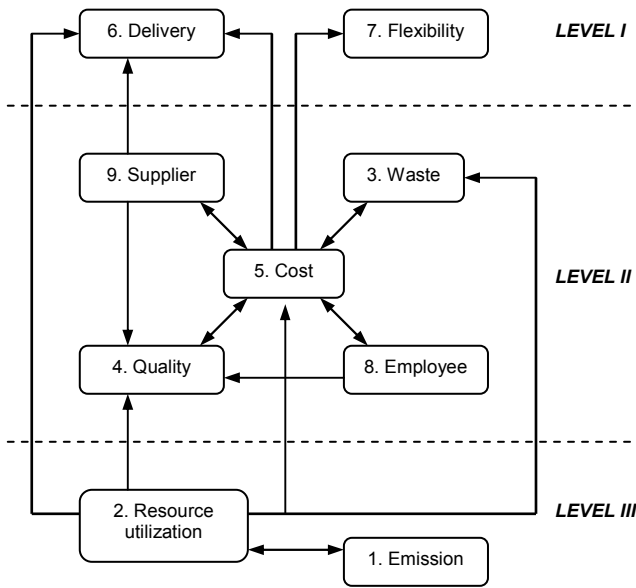 6. Delivery
7. Flexibility
LEVEL I
9. Supplier
3. Waste
5. Cost
LEVEL II
4. Quality
8. Employee
2. Resource
utilization
LEVEL III
1. Emission